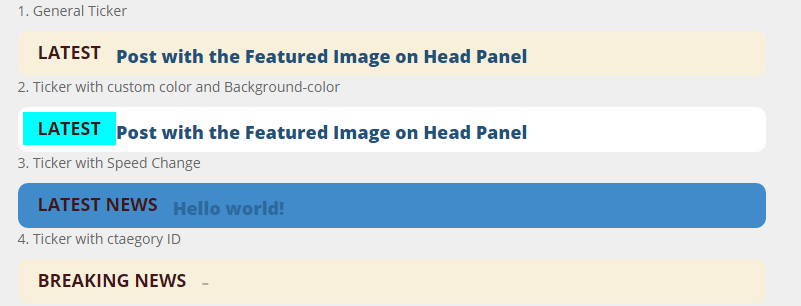 1. General Ticker
LATEST Post with the Featured Image on Head Panel
2. Ticker with custom color and Background-color
LATEST Post with the Featured Image on Head Panel
3. Ticker with Speed Change
LATEST NEWS Hello world!
4. Ticker with ctaegory ID
BREAKING NEWS –